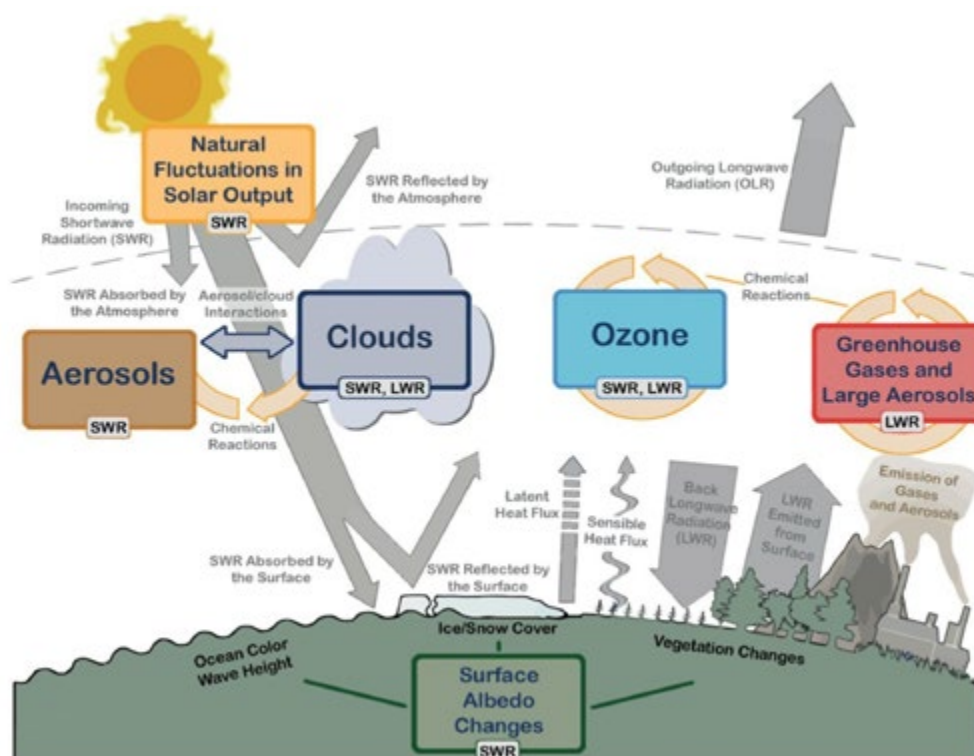 Natural
Fluctuations in
Solar Output
SWR
Incoming
Shortwave
Radiation (SWR)
SWR Reflected by
the Atmosphere
Outgoing Longwave
Radiation (OLR)
SWR Absorbed by
the Atmosphere
Aerosol/cloud
Interactions
Chemical
Reactions
Aerosols
SWR
Clouds
SWR, LWR
Ozone
SWR, LWR
Greenhouse
Gases and
Large Aerosols
LWR
Chemical
Reactions
Latent
Heat Flux
Sensible
Heat Flux
Back
Longwave
Radiation
(LWR)
LWR
Emitted
from
Surface
Emission of
Gases
and Aerosols
SWR Absorbed by
the Surface
SWR Reflected by
the Surface
Ice/Snow Cover
Ocean Color
Wave Height
Vegetation Changes
Surface
Albedo
Changes
SWR